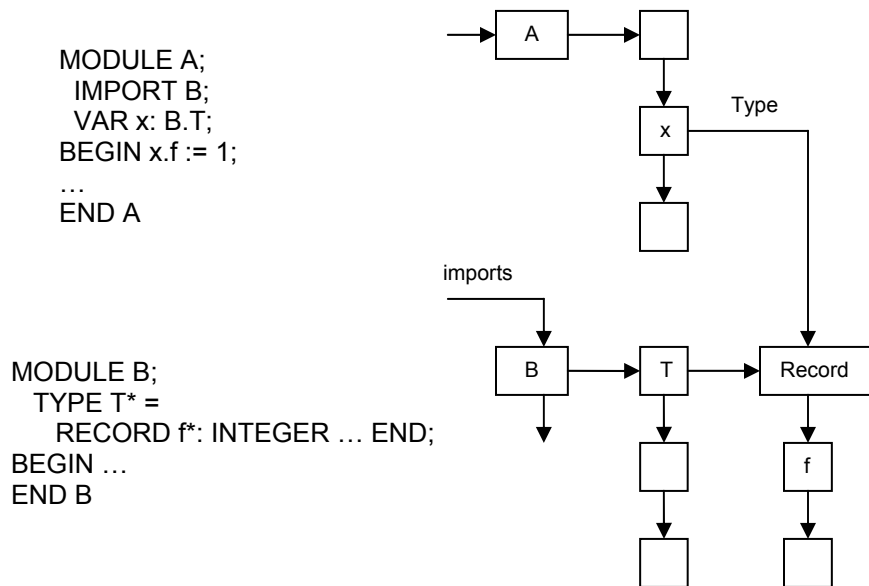 MODULE A;
IMPORT B;
VAR x: B.T;
BEGIN x.f := 1;
…
END A
A
x
Type
imports
MODULE B;
TYPE T* =
RECORD f*: INTEGER … END;
BEGIN …
END B
B
T
Record
f